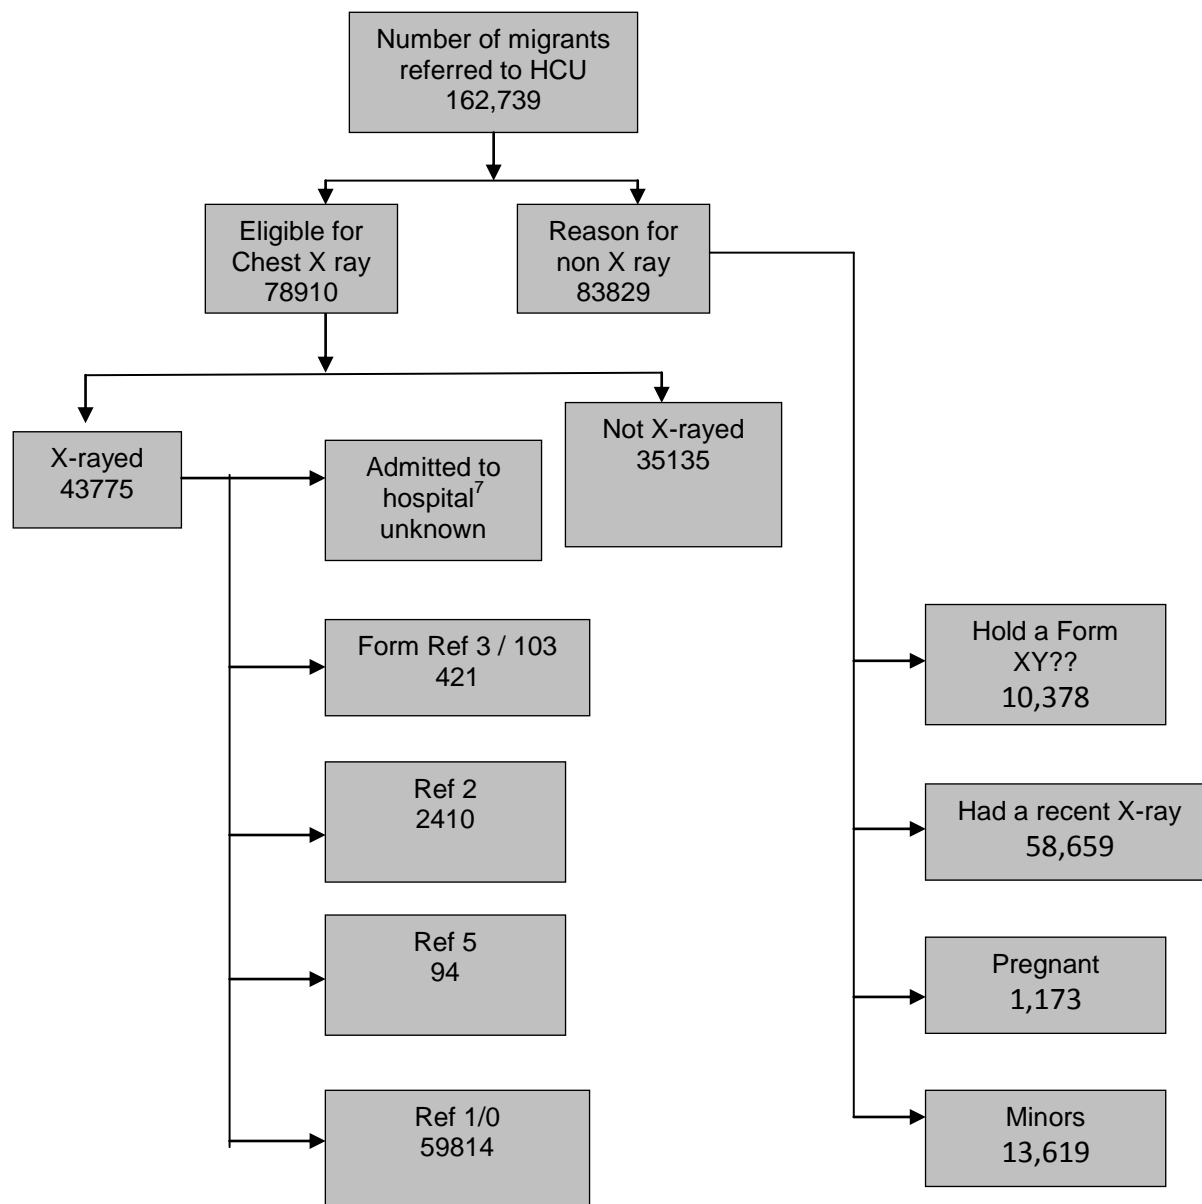 Number of migrants
referred to HCU
162,739
Eligible for
Chest X ray
78910
Reason for
non X ray
83829
X-rayed
43775
Admitted to
hospital7
unknown
Not X-rayed
35135
Form Ref 3 / 103
421
Ref 2
2410
Ref 5
94
Ref 1/0
59814
Hold a Form
XY??
10,378
Had a recent X-ray
58,659
Pregnant
1,173
Minors
13,619